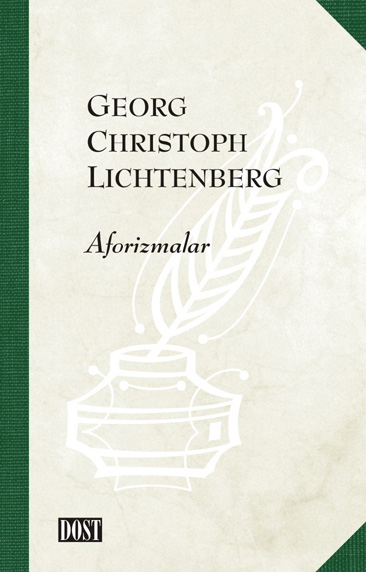 GEORG
CHRISTOPH
LICHTENBERG
Aforizmalar
DOST